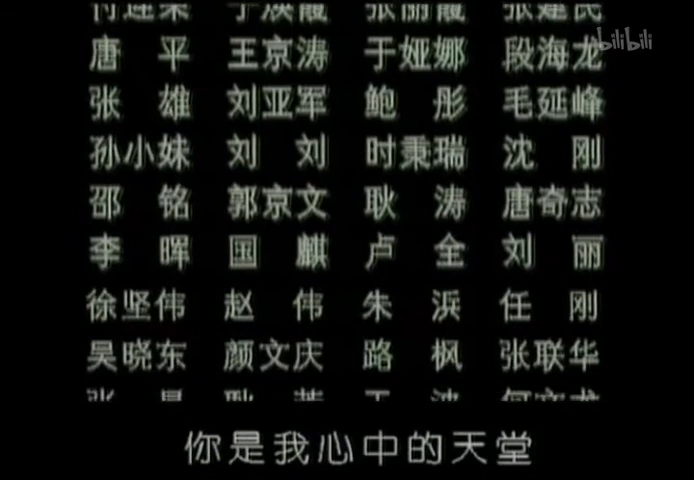 bilibili
唐 平 王京涛 于娅娜 段海龙
张 雄 刘亚军 鲍 彤 毛延峰
孙小妹 刘 刘 时秉瑞 沈 刚
邵 铭 郭京文 耿 涛 唐奇志
李 晖 国 麒 卢 全 刘 丽
徐坚伟 赵 伟 朱 浜 任 刚
吴晓东 颜文庆 路 枫 张联华
你是我心中的天堂